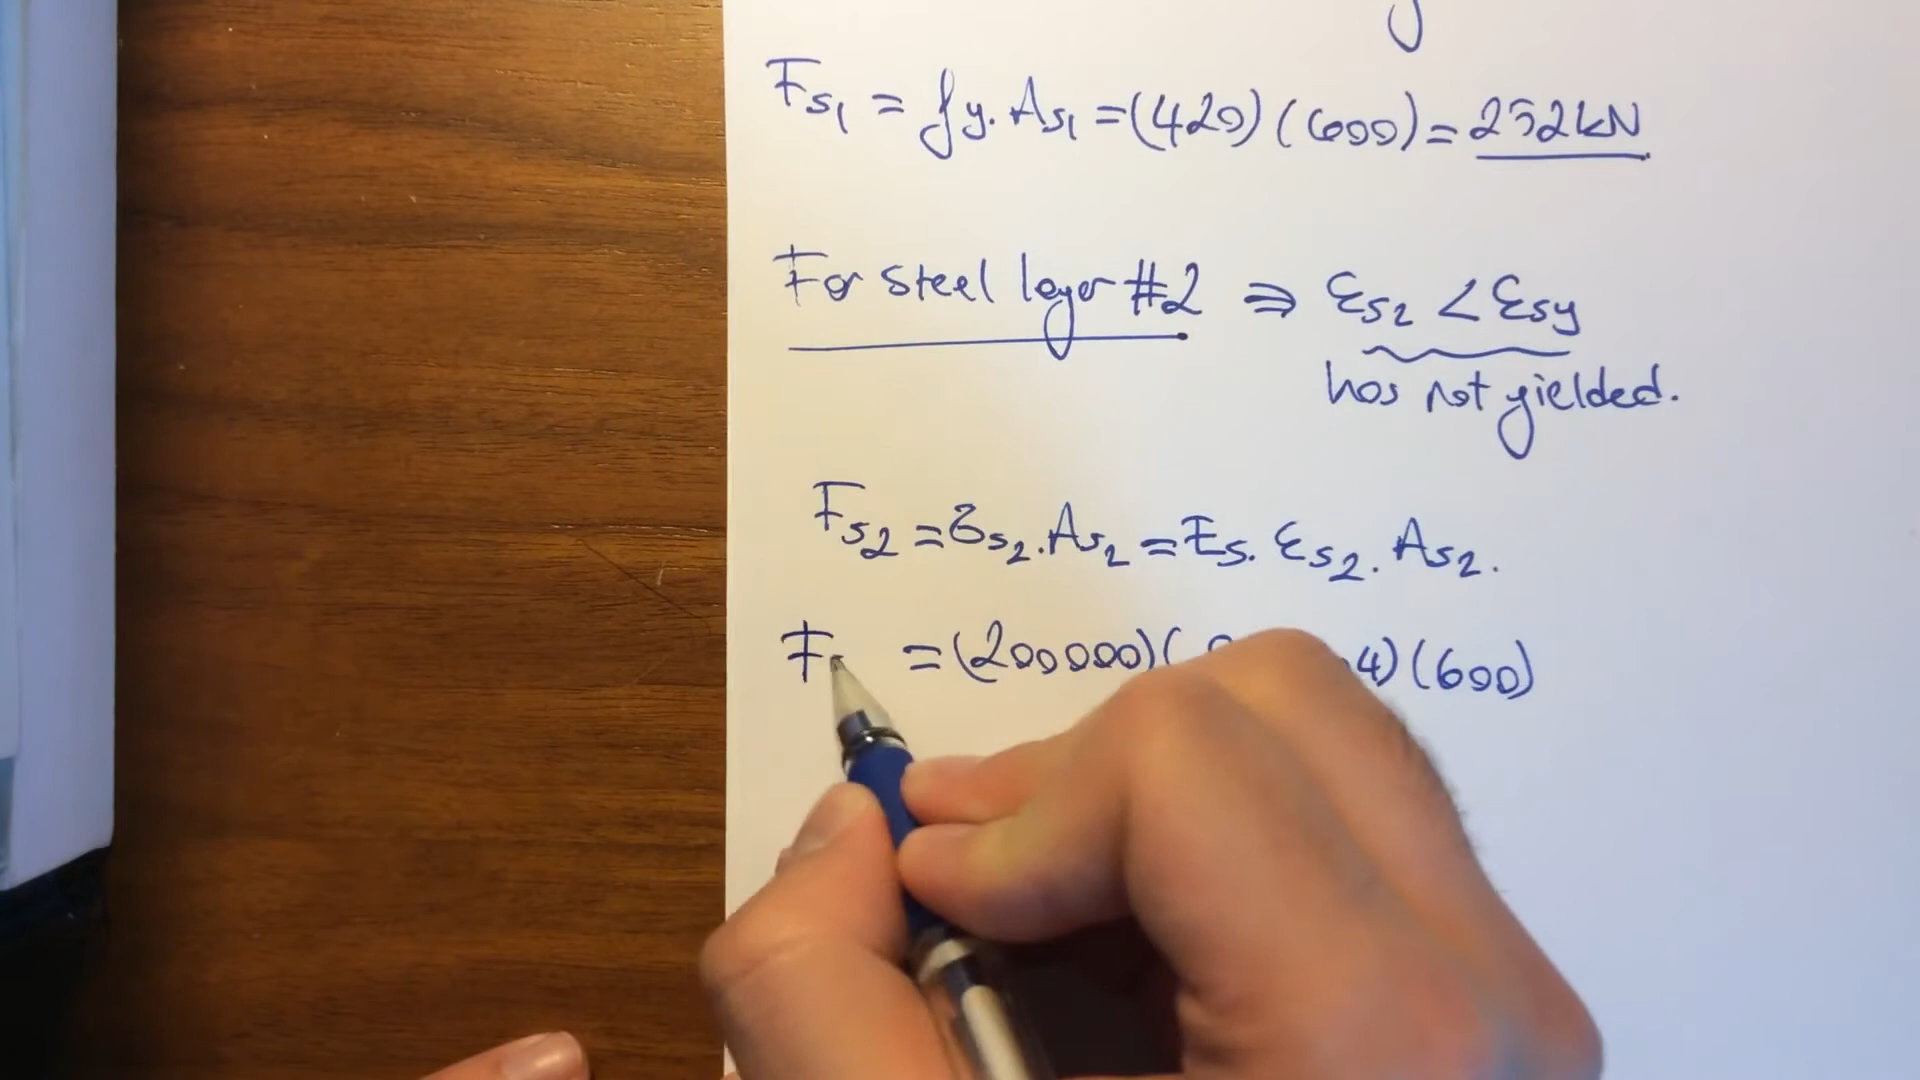 Fs1 = fy. As1 = (420) (600) = 252kN
For steel layer #2 ⇒ εs2 < εsy
has not yielded.
Fs2 = σs2. As2 = Es. εs2. As2.
F = (200000) ( 4) (600)